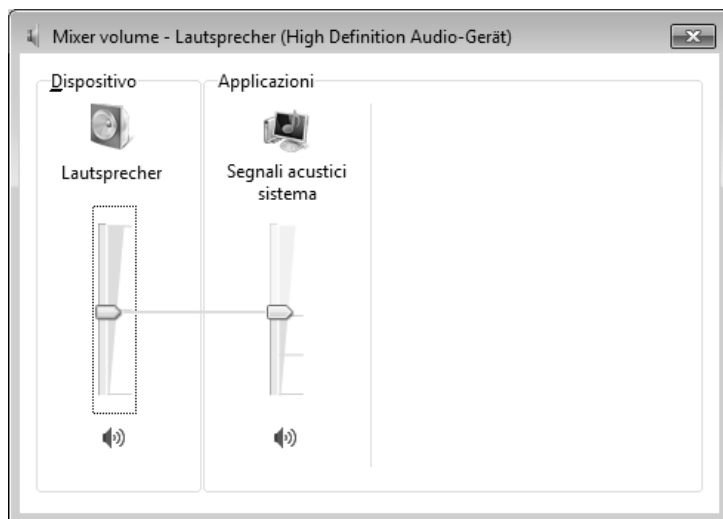 Mixer volume - Lautsprecher (High Definition Audio-Gerät)
Dispositivo
Applicazioni
Lautsprecher
Segnali acustici
sistema